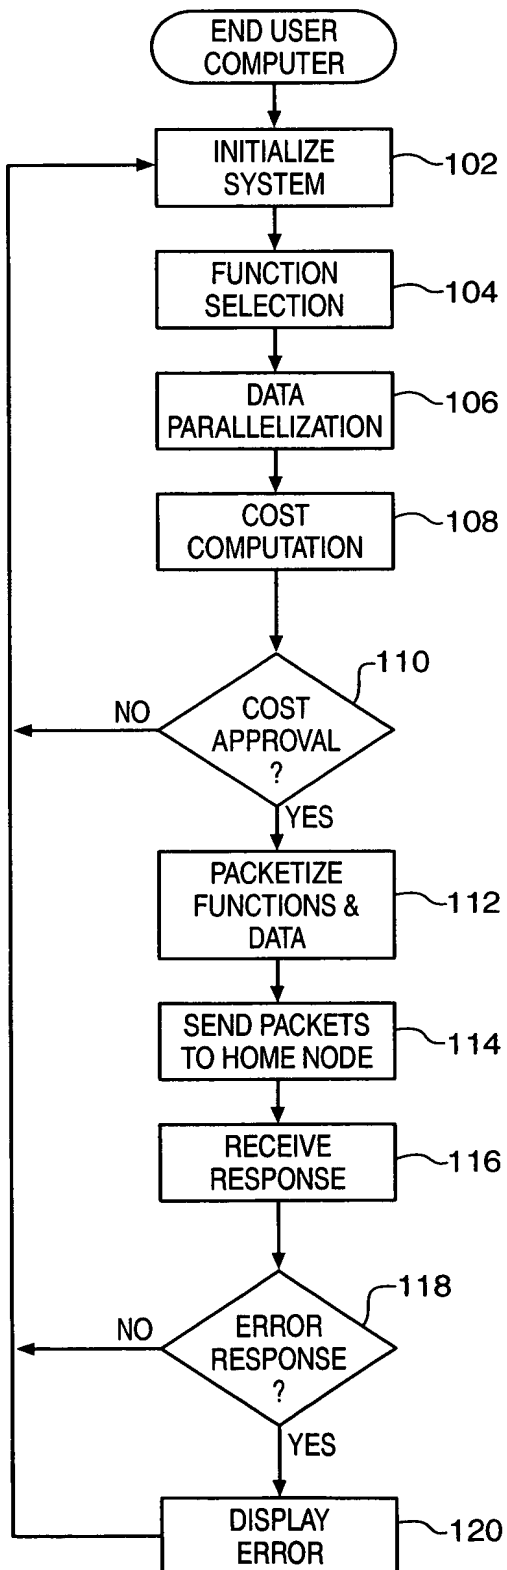 END USER
COMPUTER
INITIALIZE
SYSTEM
102
FUNCTION
SELECTION
104
DATA
PARALLELIZATION
106
COST
COMPUTATION
108
110
COST
APPROVAL
?
NO
YES
PACKETIZE
FUNCTIONS &
DATA
112
SEND PACKETS
TO HOME NODE
114
RECEIVE
RESPONSE
116
118
ERROR
RESPONSE
?
NO
YES
DISPLAY
ERROR
120